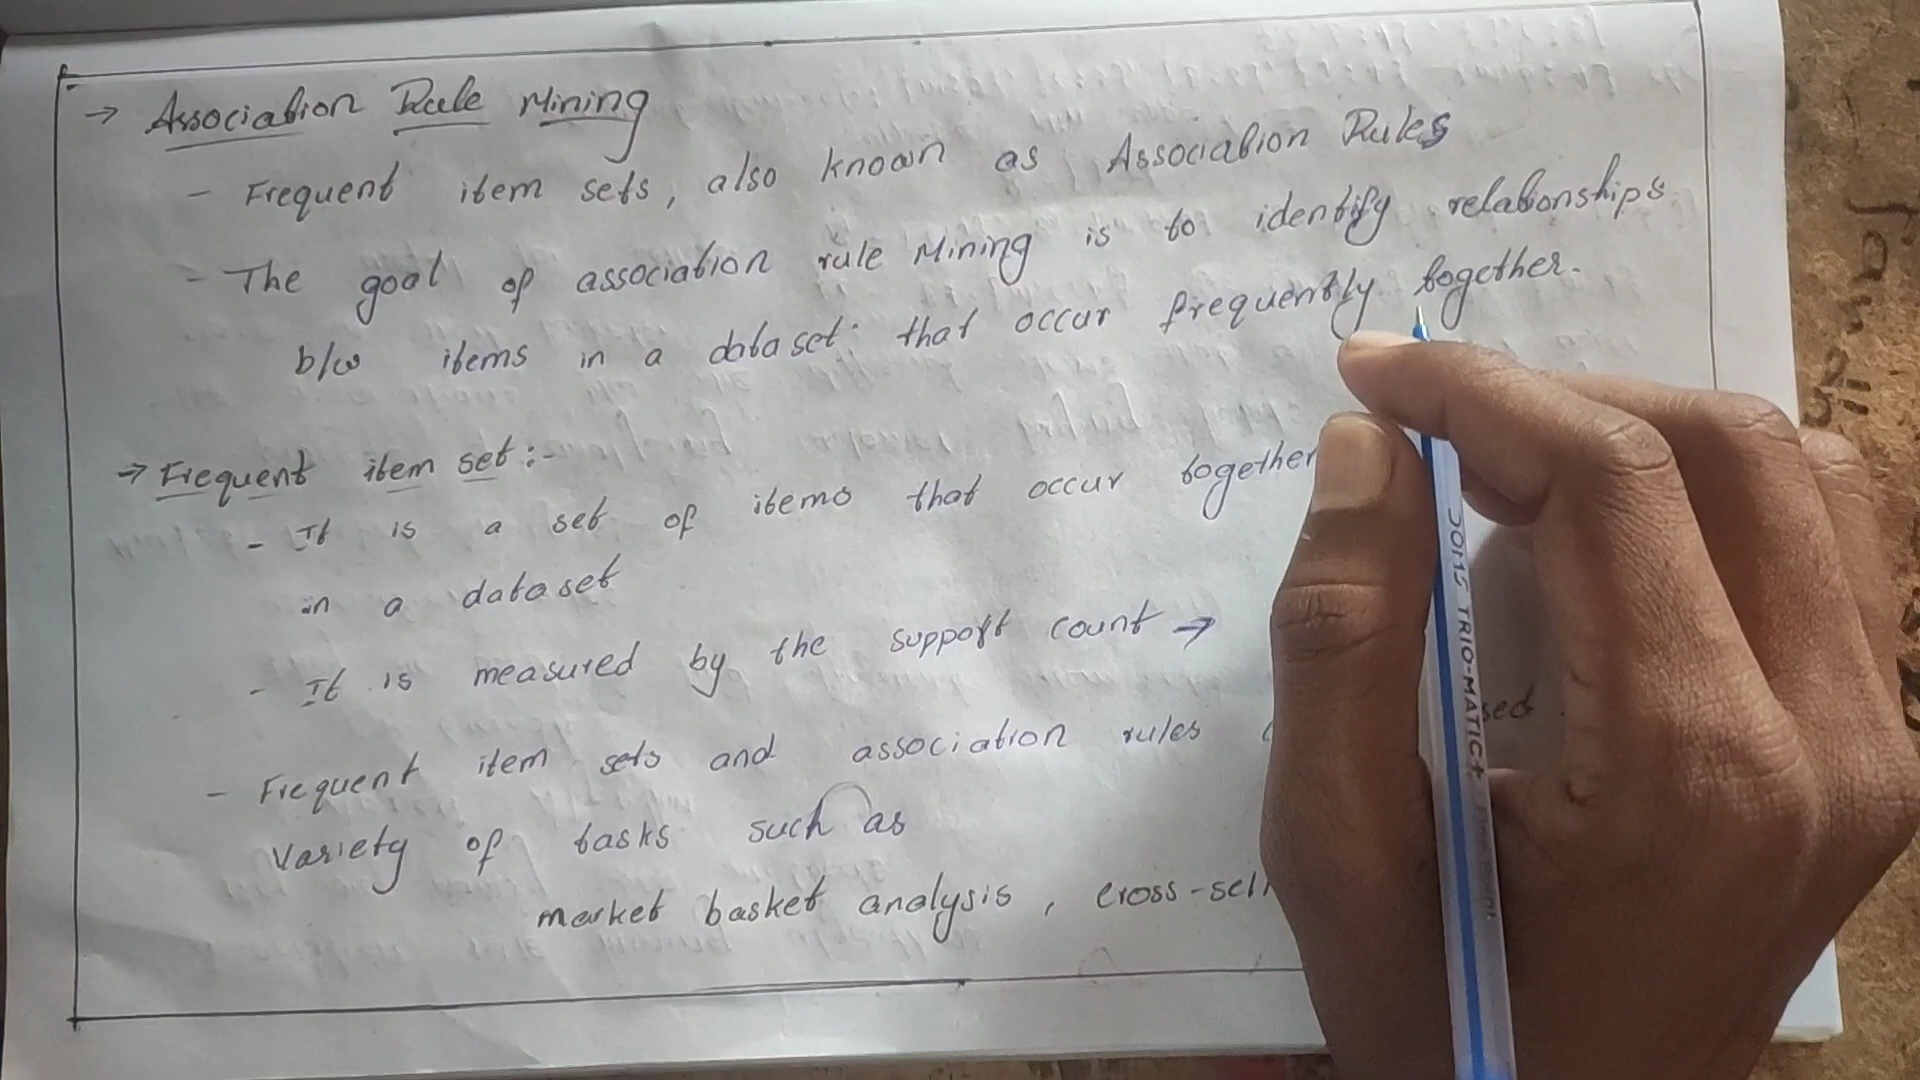 → Association Rule Mining
- Frequent item sets, also known as Association Rules
- The goal of association rule Mining is to identify relationships
b/w items in a dataset that occur frequently together.
→ Frequent item set :-
- It is a set of items that occur together
in a dataset
- It is measured by the support count →
- Frequent item sets and association rules
Variety of tasks such as
market basket analysis, cross-sell
DOMS TRIO-MATIC+